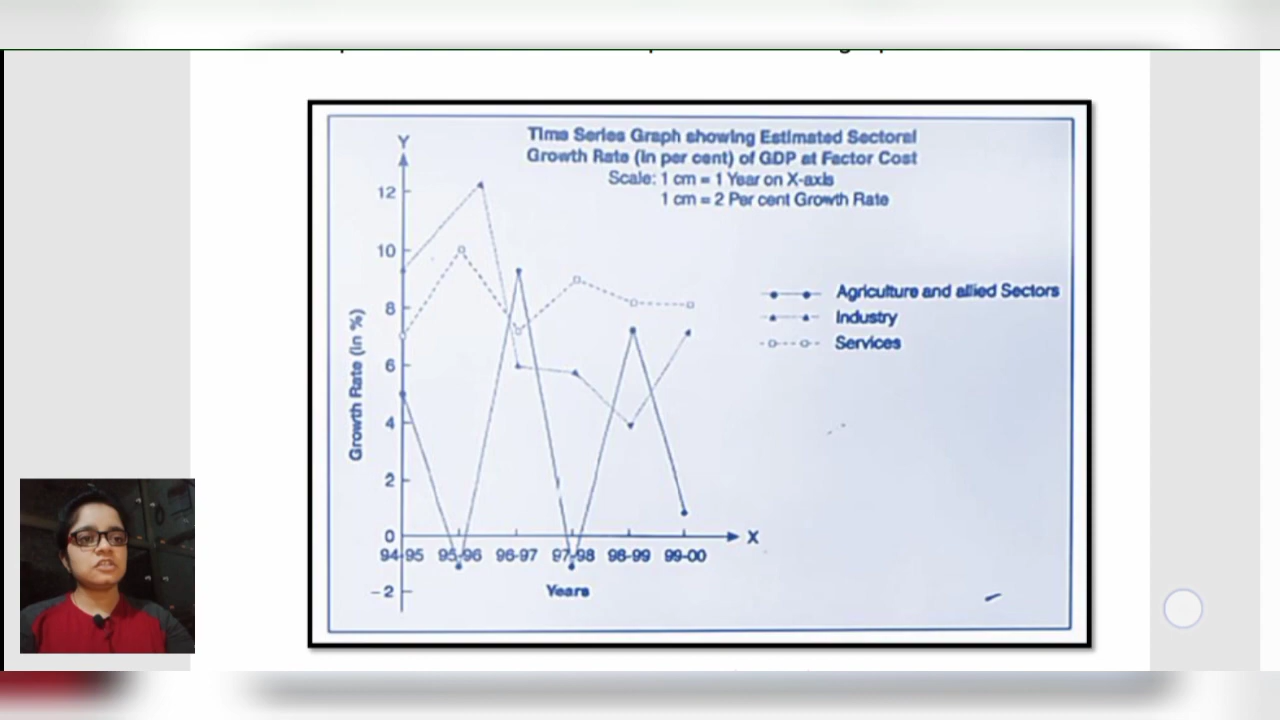 Time Series Graph showing Estimated Sectoral
Growth Rate (in per cent) of GDP at Factor Cost
Scale: 1 cm = 1 Year on X-axis
1 cm = 2 Per cent Growth Rate
Y
12
10
8
6
4
2
0
-2
Growth Rate (in %)
Agriculture and allied Sectors
Industry
Services
X
94-95 95-96 96-97 97-98 98-99 99-00
Years